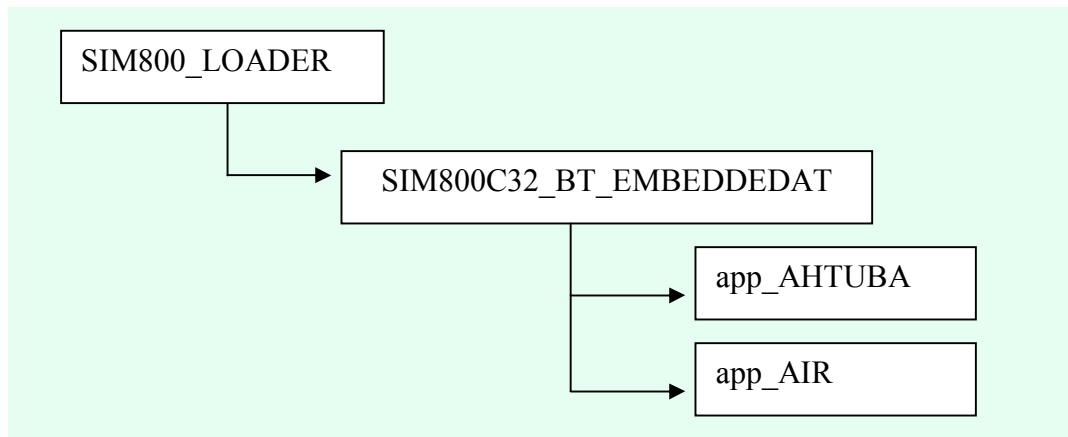 SIM800_LOADER
SIM800C32_BT_EMBEDDEDAT
app_AHTUBA
app_AIR